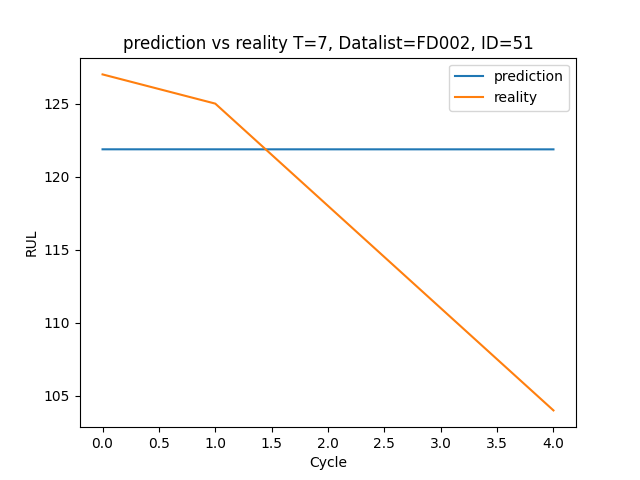 prediction vs reality T=7, Datalist=FD002, ID=51
prediction
reality
RUL
125
120
115
110
105
0.0 0.5 1.0 1.5 2.0 2.5 3.0 3.5 4.0
Cycle